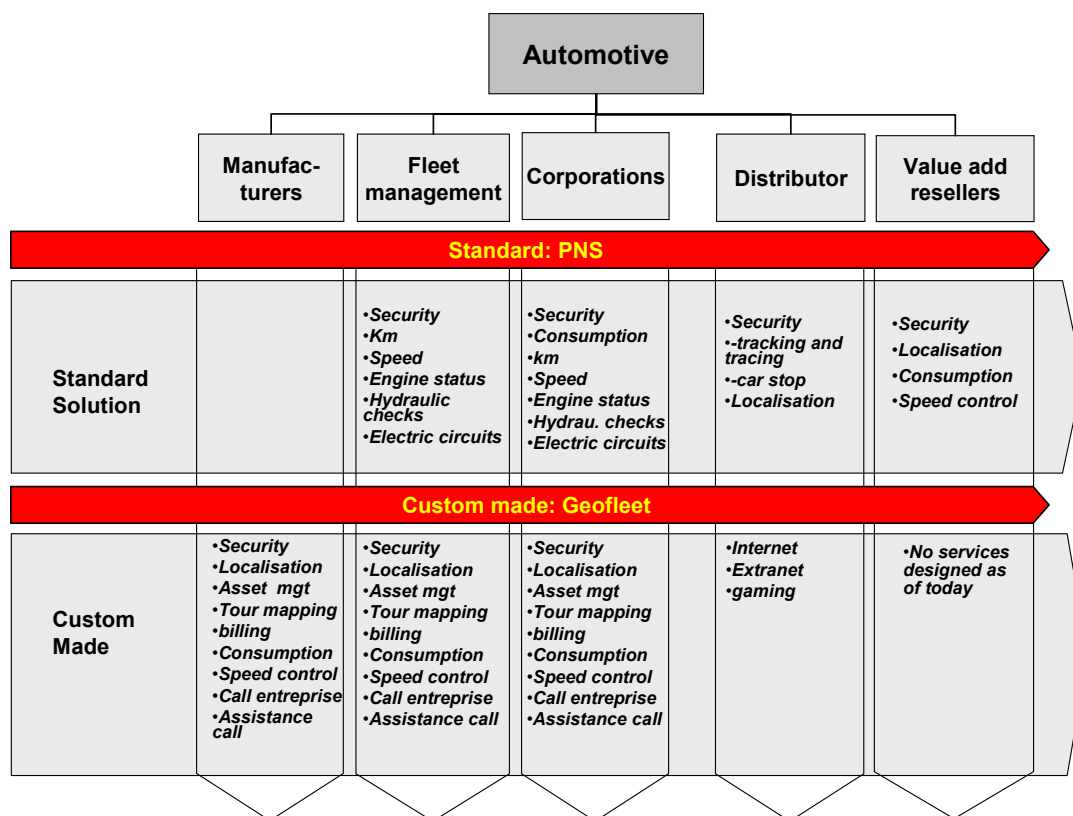 Automotive
Manufac-
turers
Fleet
management
Corporations
Distributor
Value add
resellers
Standard: PNS
Standard
Solution
•Security
•Km
•Speed
•Engine status
•Hydraulic
checks
•Electric circuits
•Security
•Consumption
•km
•Speed
•Engine status
•Hydrau. checks
•Electric circuits
•Security
•-tracking and
tracing
•-car stop
•Localisation
•Security
•Localisation
•Consumption
•Speed control
Custom made: Geofleet
Custom
Made
•Security
•Localisation
•Asset  mgt
•Tour mapping
•billing
•Consumption
•Speed control
•Call entreprise
•Assistance
call
•Security
•Localisation
•Asset mgt
•Tour mapping
•billing
•Consumption
•Speed control
•Call entreprise
•Assistance call
•Security
•Localisation
•Asset mgt
•Tour mapping
•billing
•Consumption
•Speed control
•Call entreprise
•Assistance call
•Internet
•Extranet
•gaming
•No services
designed as
of today